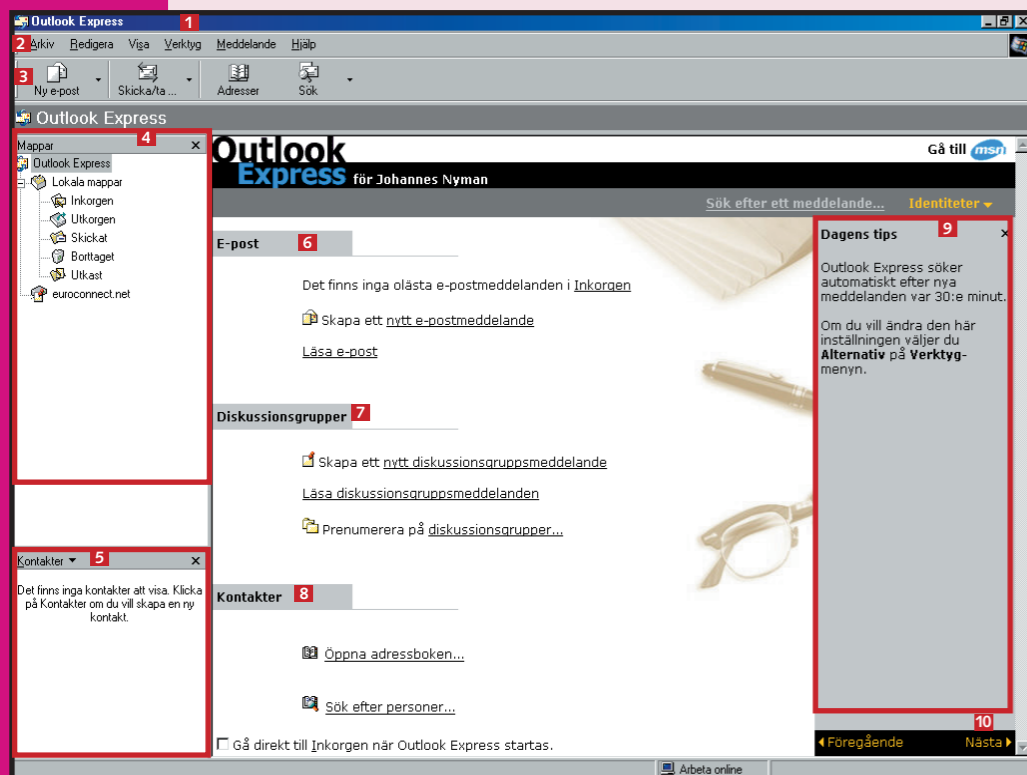 Outlook Express 1
2 Arkiv Redigera Visa Verktyg Meddelande Hjälp
3 Ny e-post Skicka/ta ... Adresser Sök
Outlook Express
4
Mappar
Outlook Express
Lokala mappar
Inkorgen
Utkorgen
Skickat
Borttaget
Utkast
euroconnect.net
Kontakter 5
Det finns inga kontakter att visa. Klicka
på Kontakter om du vill skapa en ny
kontakt.
Outlook
Express för Johannes Nyman
Gå till msn
Sök efter ett meddelande... Identiteter
E-post 6
Det finns inga olästa e-postmeddelanden i Inkorgen
Skapa ett nytt e-postmeddelande
Läsa e-post
Diskussionsgrupper 7
Skapa ett nytt diskussionsgruppsmeddelande
Läsa diskussionsgruppsmeddelanden
Prenumerera på diskussionsgrupper...
Kontakter 8
Öppna adressboken...
Sök efter personer...
Gå direkt till Inkorgen när Outlook Express startas.
Dagens tips 9
Outlook Express söker
automatiskt efter nya
meddelanden var 30:e minut.
Om du vill ändra den här
inställningen väljer du
Alternativ på Verktyg-
menyn.
10
Föregående Nästa
Arbeta online